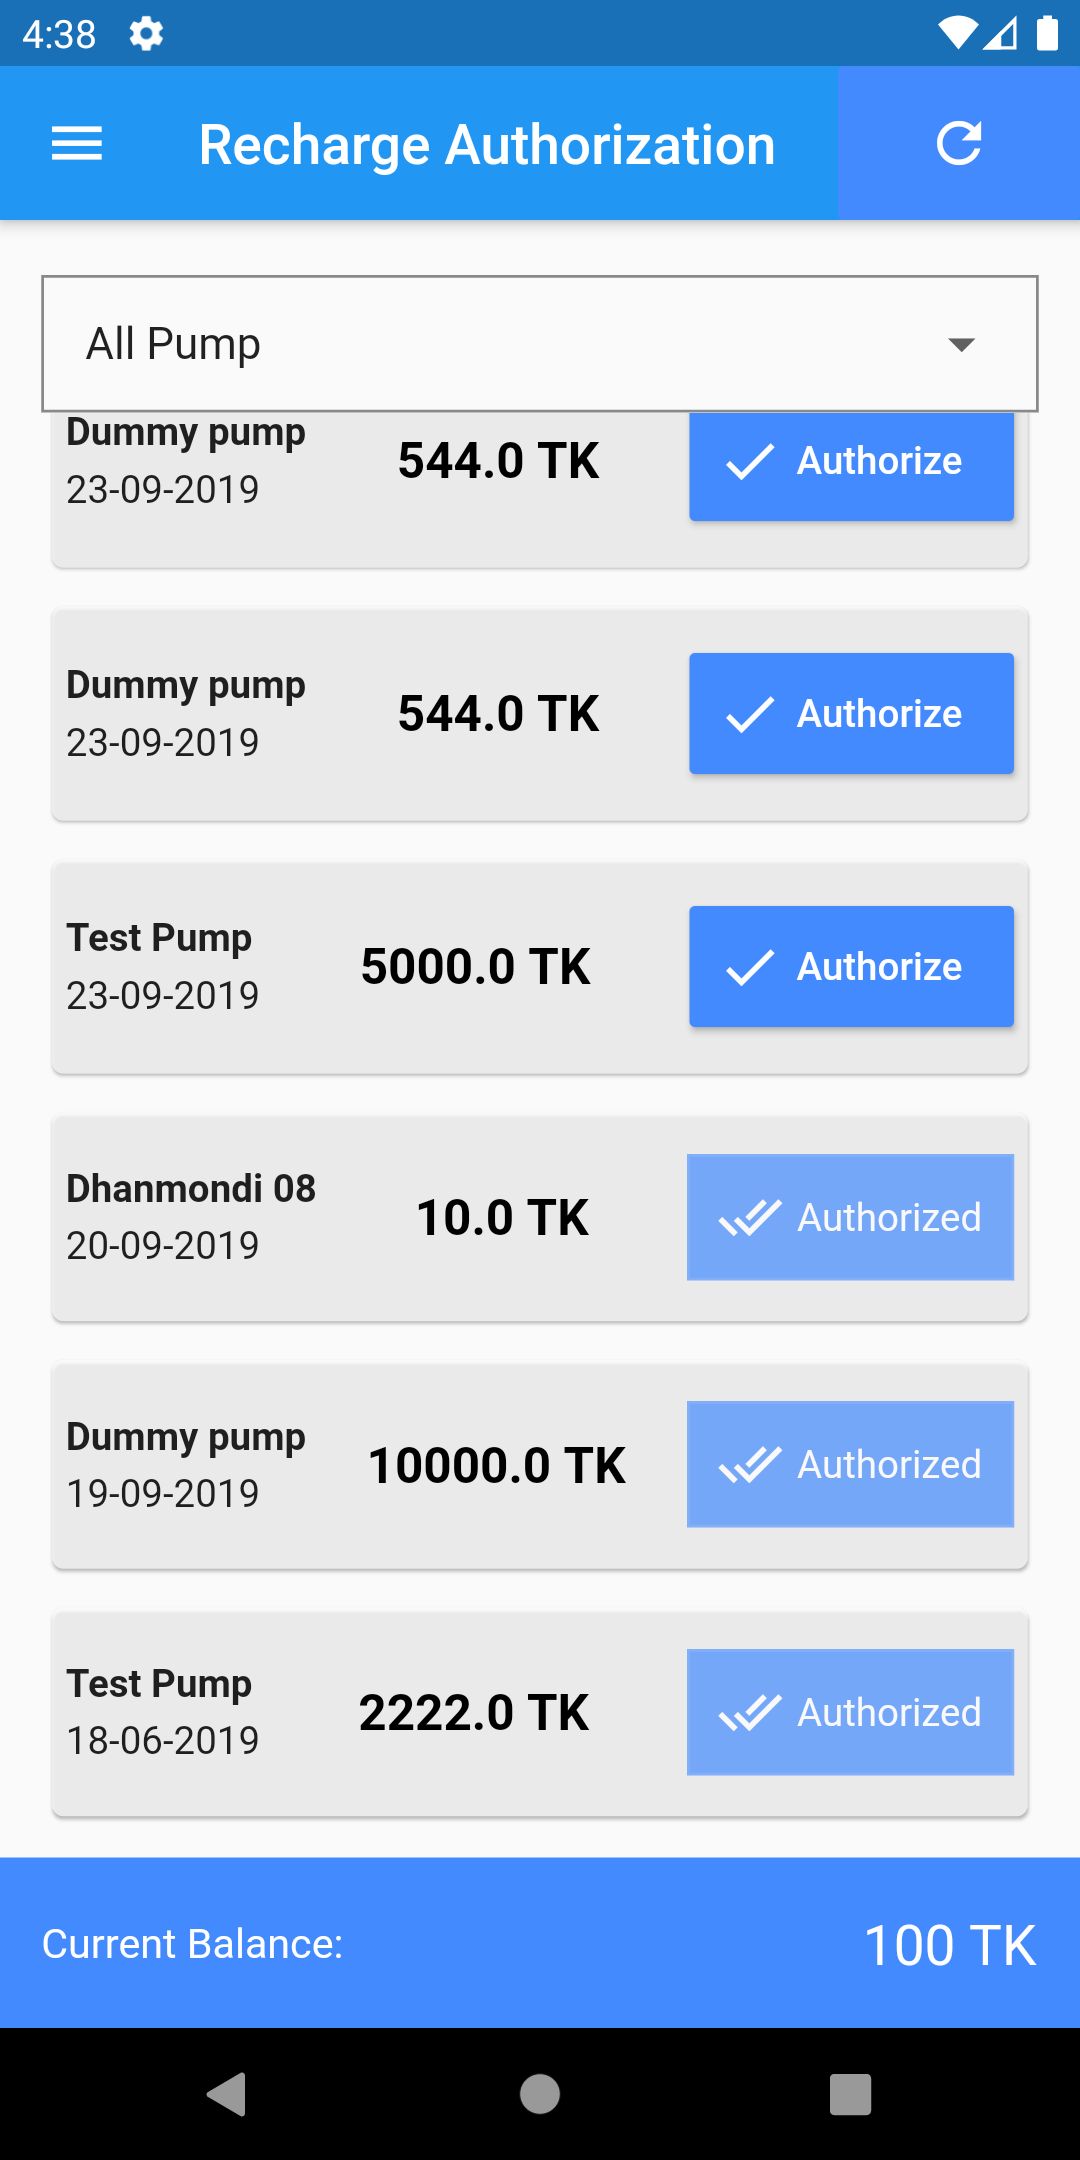 4:38
Recharge Authorization
All Pump
Dummy pump
23-09-2019
544.0 TK
Authorize
Dummy pump
23-09-2019
544.0 TK
Authorize
Test Pump
23-09-2019
5000.0 TK
Authorize
Dhanmondi 08
20-09-2019
10.0 TK
Authorized
Dummy pump
19-09-2019
10000.0 TK
Authorized
Test Pump
18-06-2019
2222.0 TK
Authorized
Current Balance:
100 TK